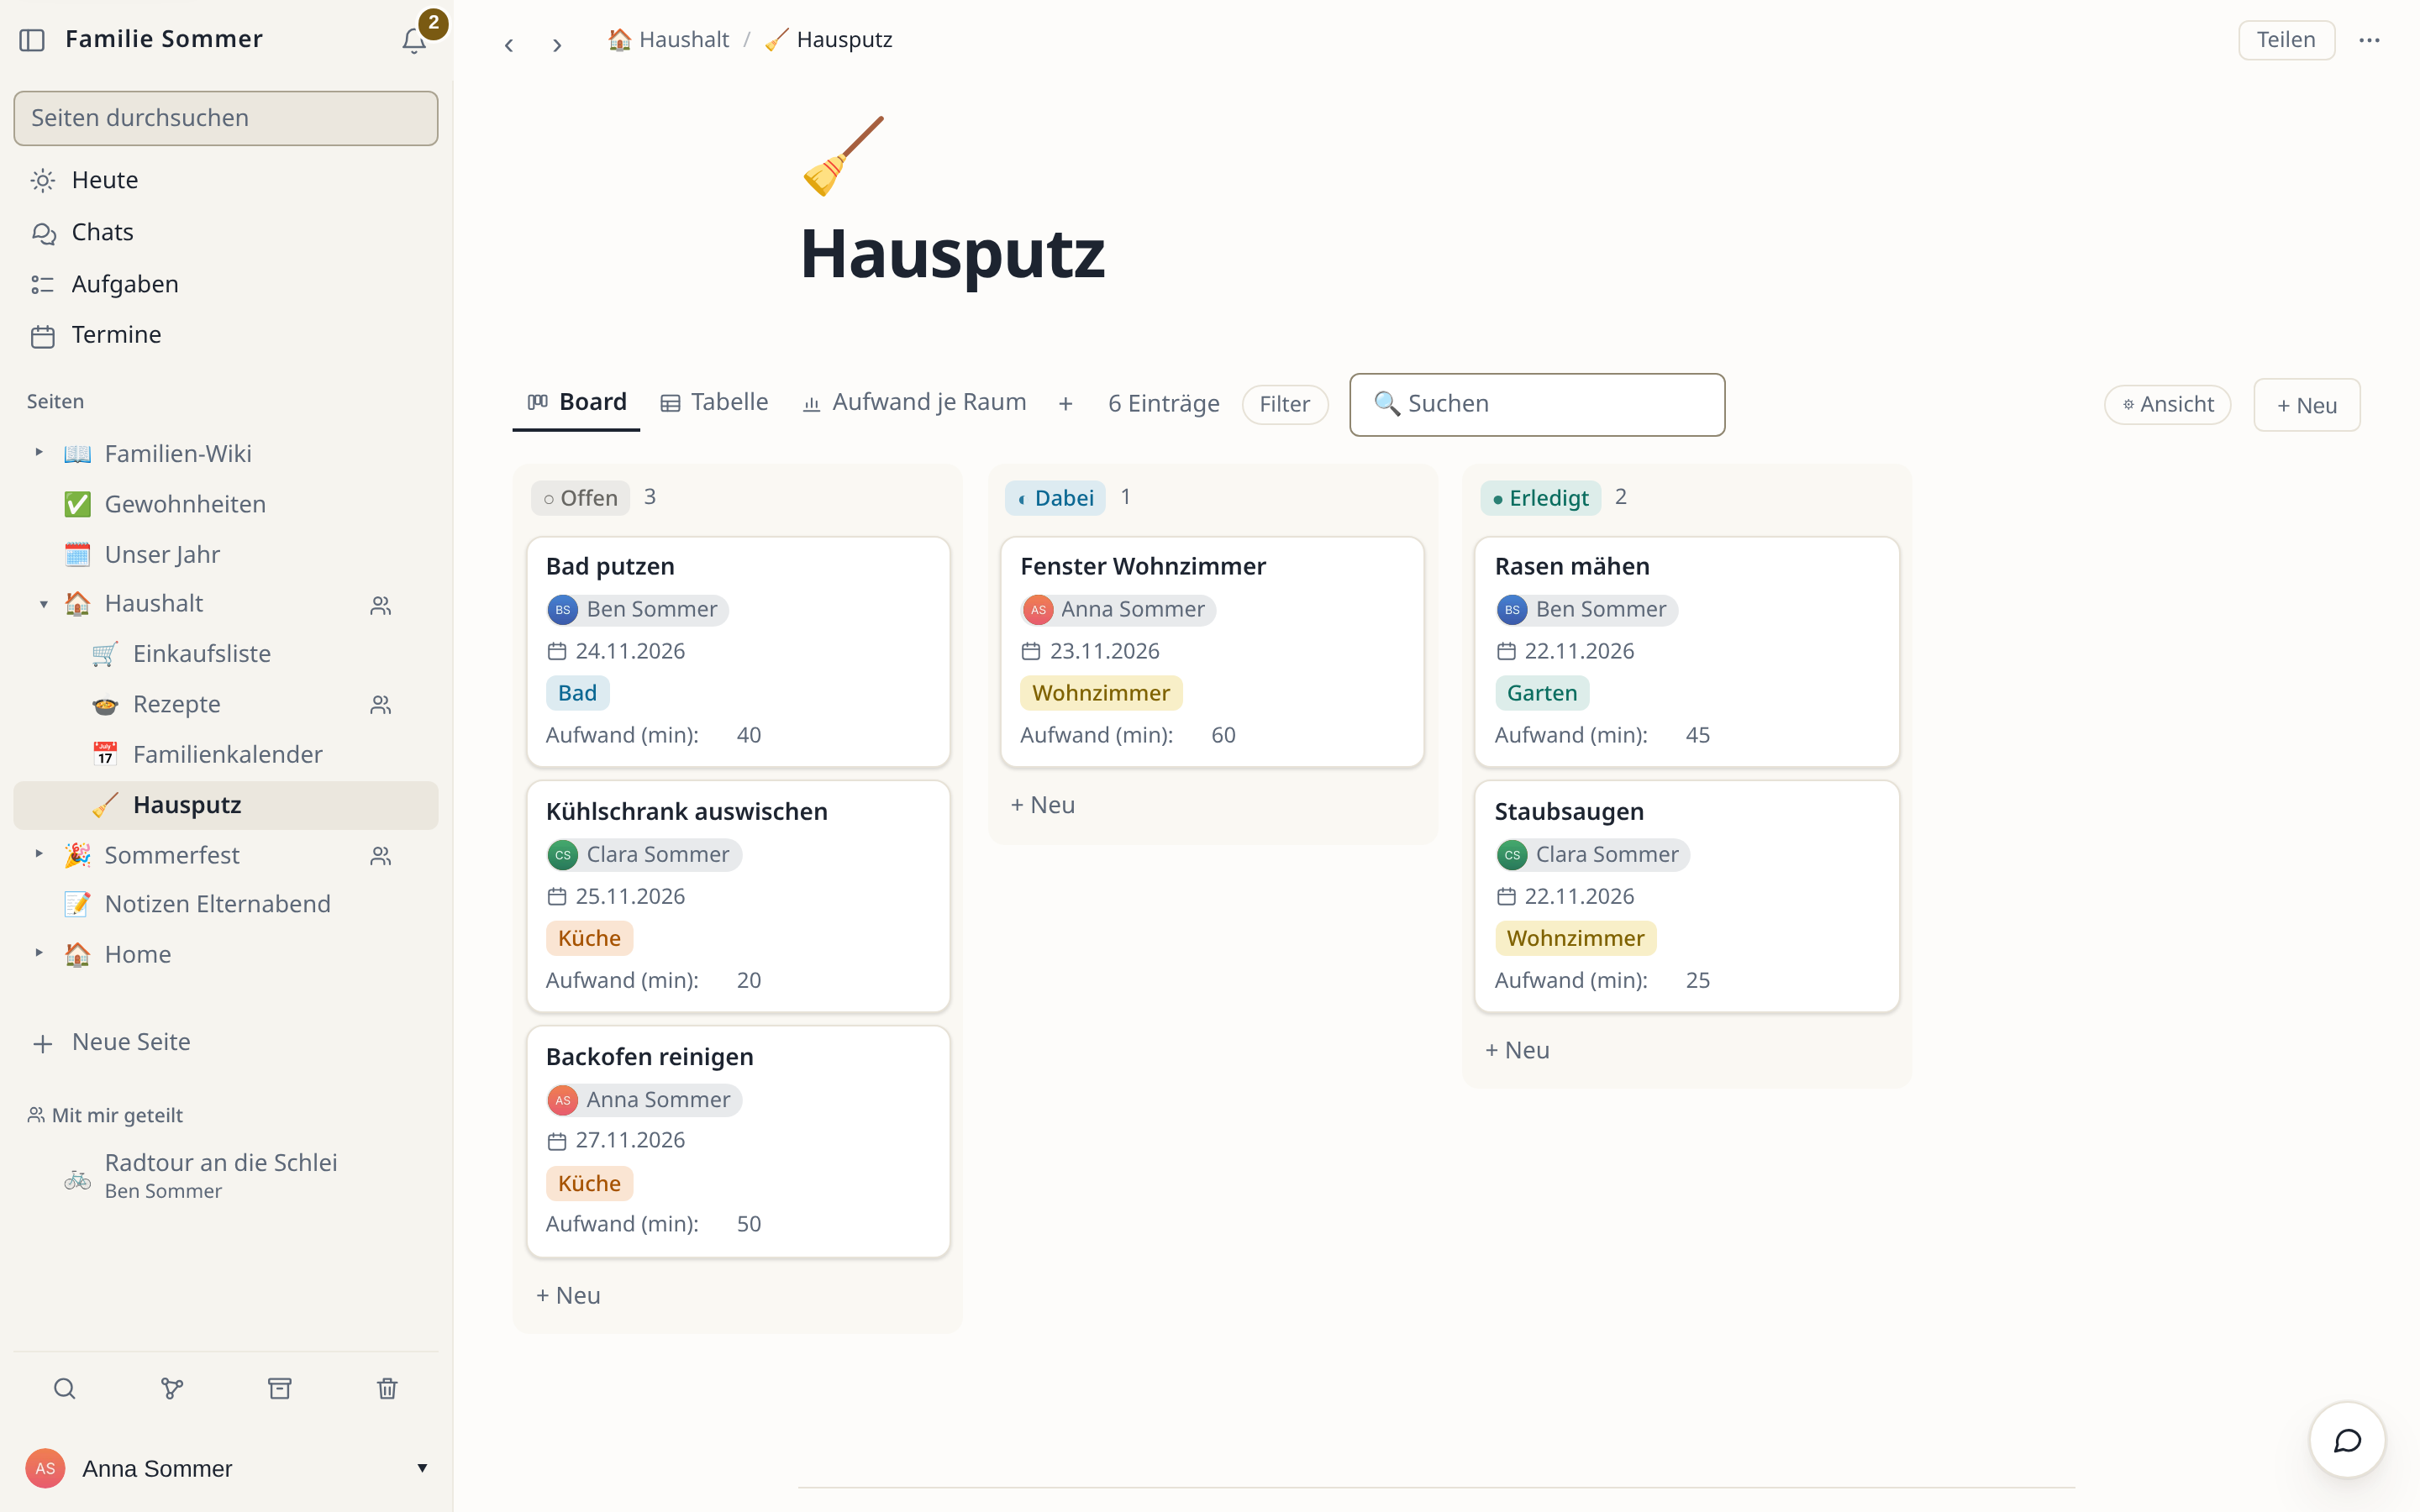 Familie Sommer
2
Seiten durchsuchen
Heute
Chats
Aufgaben
Termine
Seiten
Familien-Wiki
Gewohnheiten
Unser Jahr
Haushalt
Einkaufsliste
Rezepte
Familienkalender
Hausputz
Sommerfest
Notizen Elternabend
Home
Neue Seite
Mit mir geteilt
Radtour an die Schlei
Ben Sommer
AS Anna Sommer
Haushalt / Hausputz
Teilen
Hausputz
Board
Tabelle
Aufwand je Raum
+
6 Einträge
Filter
Suchen
Ansicht
+ Neu
Offen 3
Bad putzen
BS Ben Sommer
24.11.2026
Bad
Aufwand (min): 40
Kühlschrank auswischen
CS Clara Sommer
25.11.2026
Küche
Aufwand (min): 20
Backofen reinigen
AS Anna Sommer
27.11.2026
Küche
Aufwand (min): 50
+ Neu
Dabei 1
Fenster Wohnzimmer
AS Anna Sommer
23.11.2026
Wohnzimmer
Aufwand (min): 60
+ Neu
Erledigt 2
Rasen mähen
BS Ben Sommer
22.11.2026
Garten
Aufwand (min): 45
Staubsaugen
CS Clara Sommer
22.11.2026
Wohnzimmer
Aufwand (min): 25
+ Neu